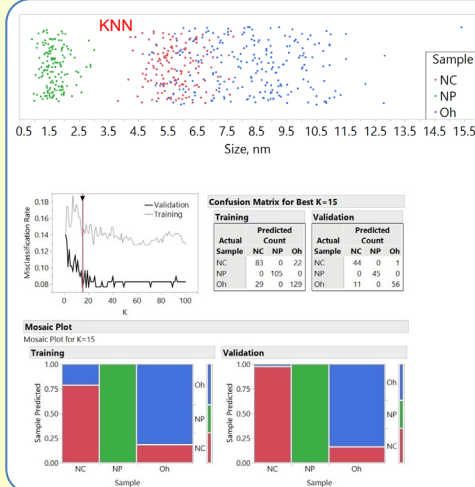 KNN
Sample
NC
NP
Oh
0.5 1.5 2.5 3.5 4.5 5.5 6.5 7.5 8.5 9.5 10.5 11.5 12.5 13.5 14.5 15.5
Size, nm
Misclassification Rate
0.18
0.16
0.14
0.12
0.10
0.08
Validation
Training
0 20 40 60 80 100
K
Confusion Matrix for Best K=15
Training Validation
Predicted Predicted
Actual Count Actual Count
Sample NC NP Oh Sample NC NP Oh
NC 83 0 22 NC 44 0 1
NP 0 105 0 NP 0 45 0
Oh 29 0 129 Oh 11 0 56
Mosaic Plot
Mosaic Plot for K=15
Training
Sample Predicted
1.00
0.75
0.50
0.25
0.00
Oh
NP
NC
NC NP Oh
Sample
Validation
Sample Predicted
1.00
0.75
0.50
0.25
0.00
Oh
NP
NC
NC NP Oh
Sample